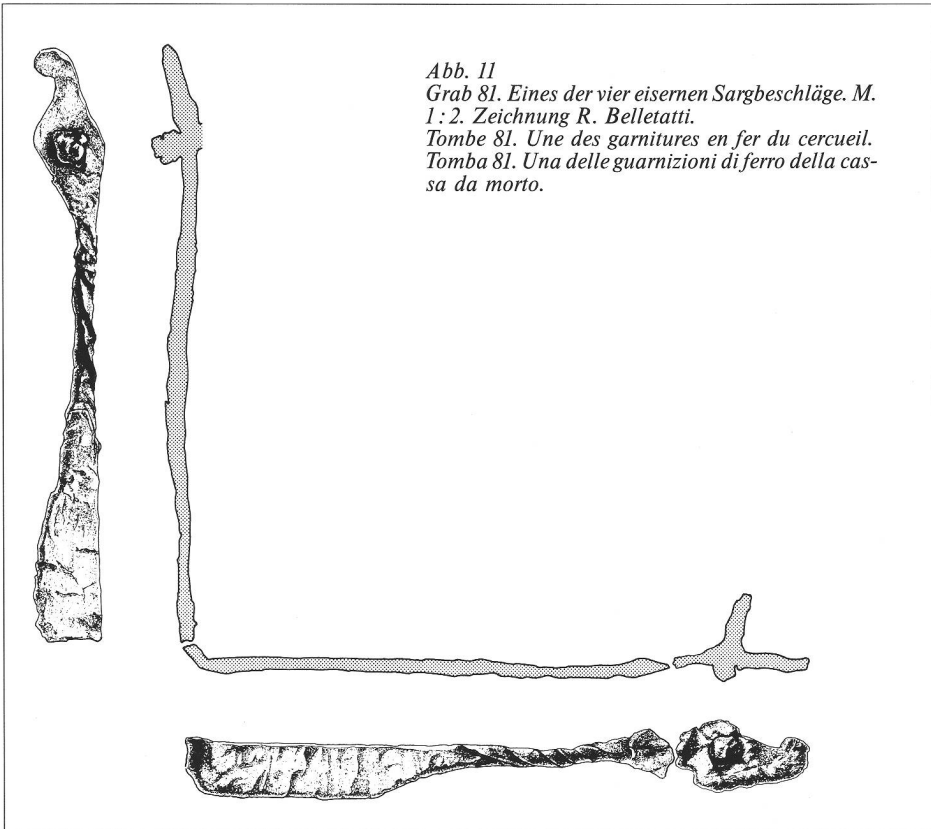 Abb. 11
Grab 81. Eines der vier eisernen Sargbeschläge. M.
1 : 2. Zeichnung R. Belletatti.
Tombe 81. Une des garnitures en fer du cercueil.
Tomba 81. Una delle guarnizioni di ferro della cas-
sa da morto.